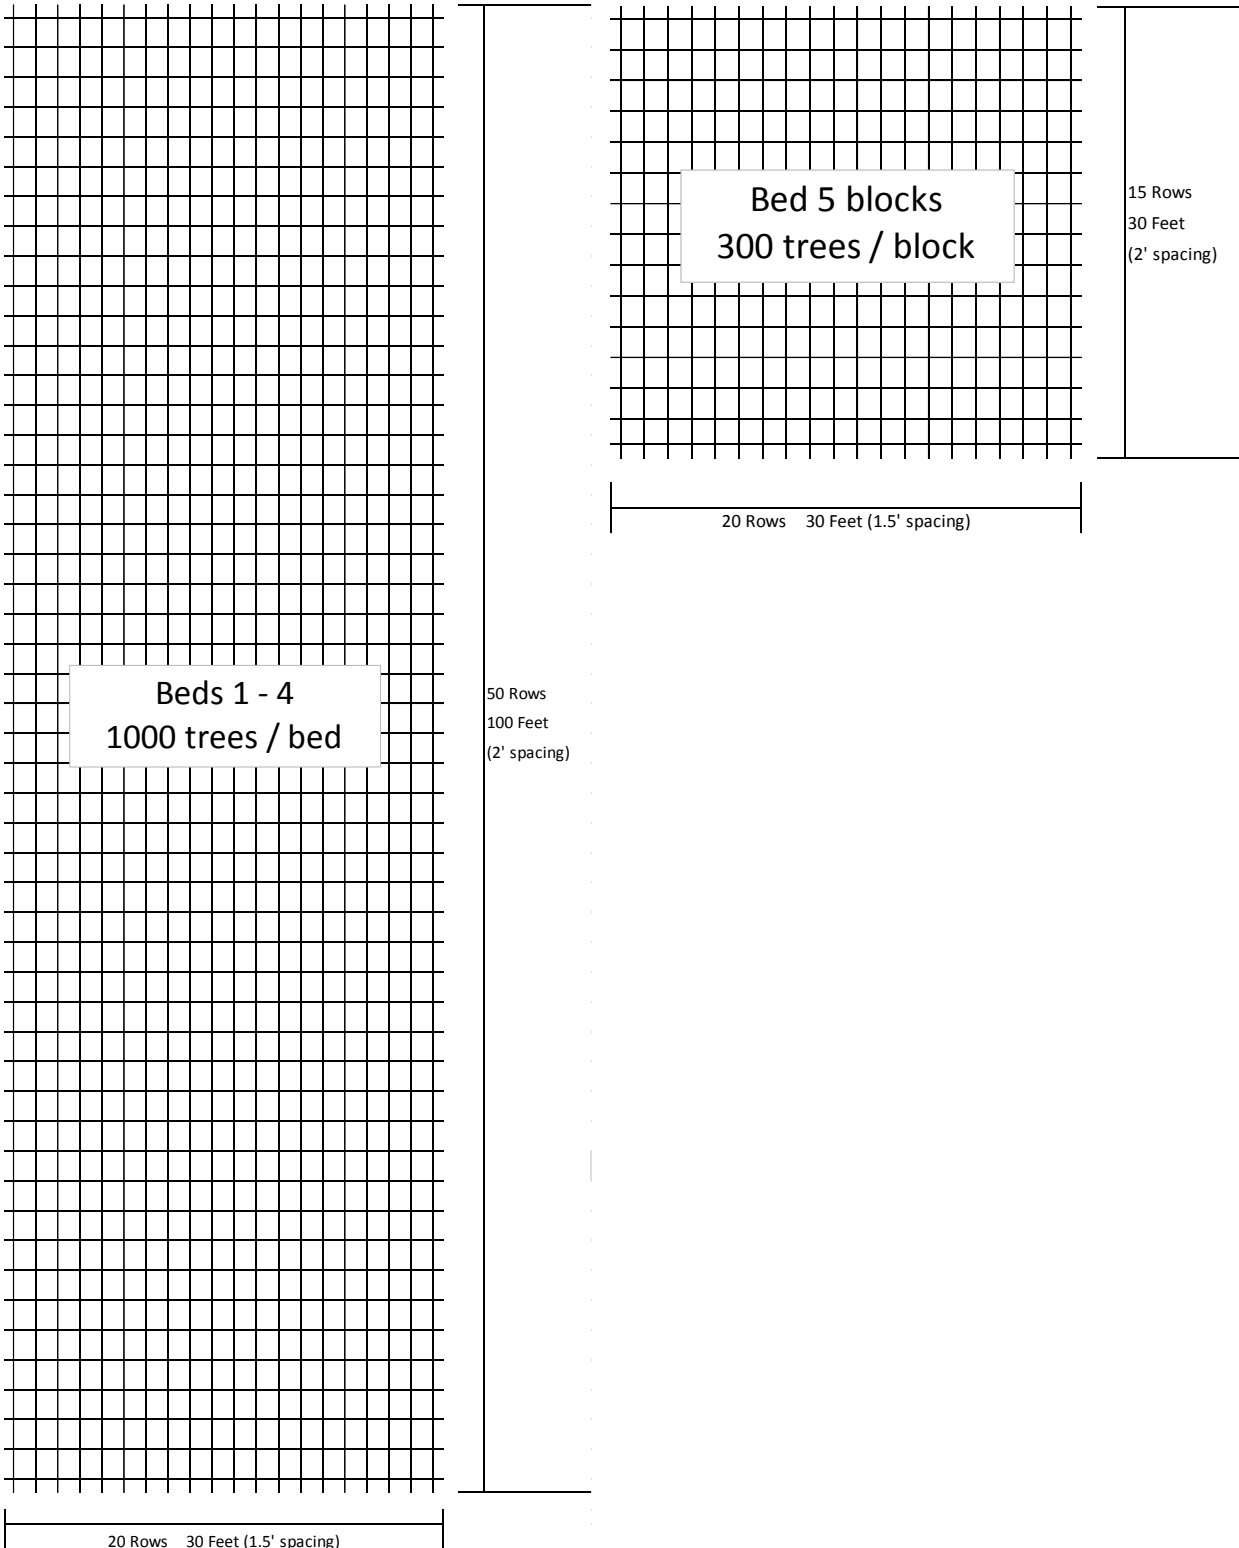 Beds 1 - 4
1000 trees / bed
50 Rows
100 Feet
(2' spacing)
20 Rows 30 Feet (1.5' spacing)
Bed 5 blocks
300 trees / block
15 Rows
30 Feet
(2' spacing)
20 Rows 30 Feet (1.5' spacing)